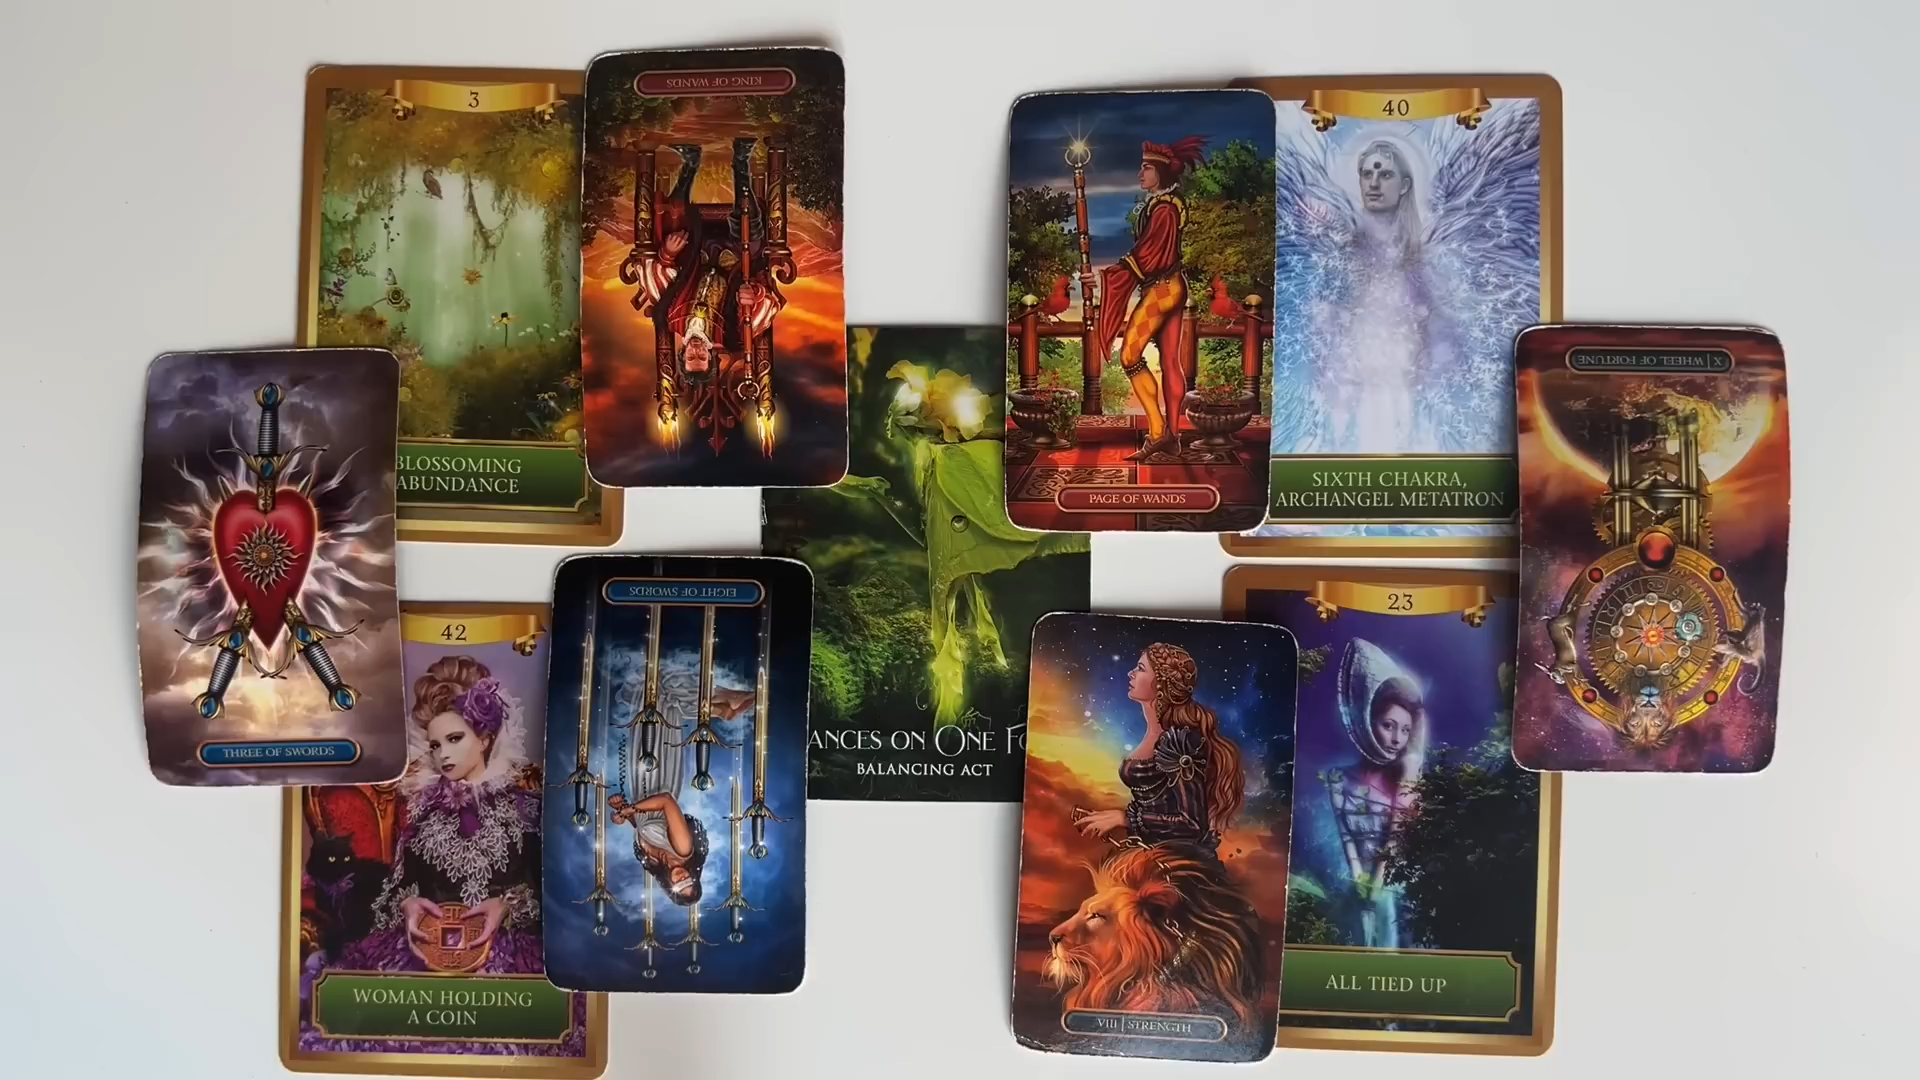 3
KING OF WANDS
40
X | WHEEL OF FORTUNE
BLOSSOMING
ABUNDANCE
PAGE OF WANDS
SIXTH CHAKRA,
ARCHANGEL METATRON
THREE OF SWORDS
42
EIGHT OF SWORDS
23
ANCES ON ONE FO
BALANCING ACT
WOMAN HOLDING
A COIN
VIII | STRENGTH
ALL TIED UP